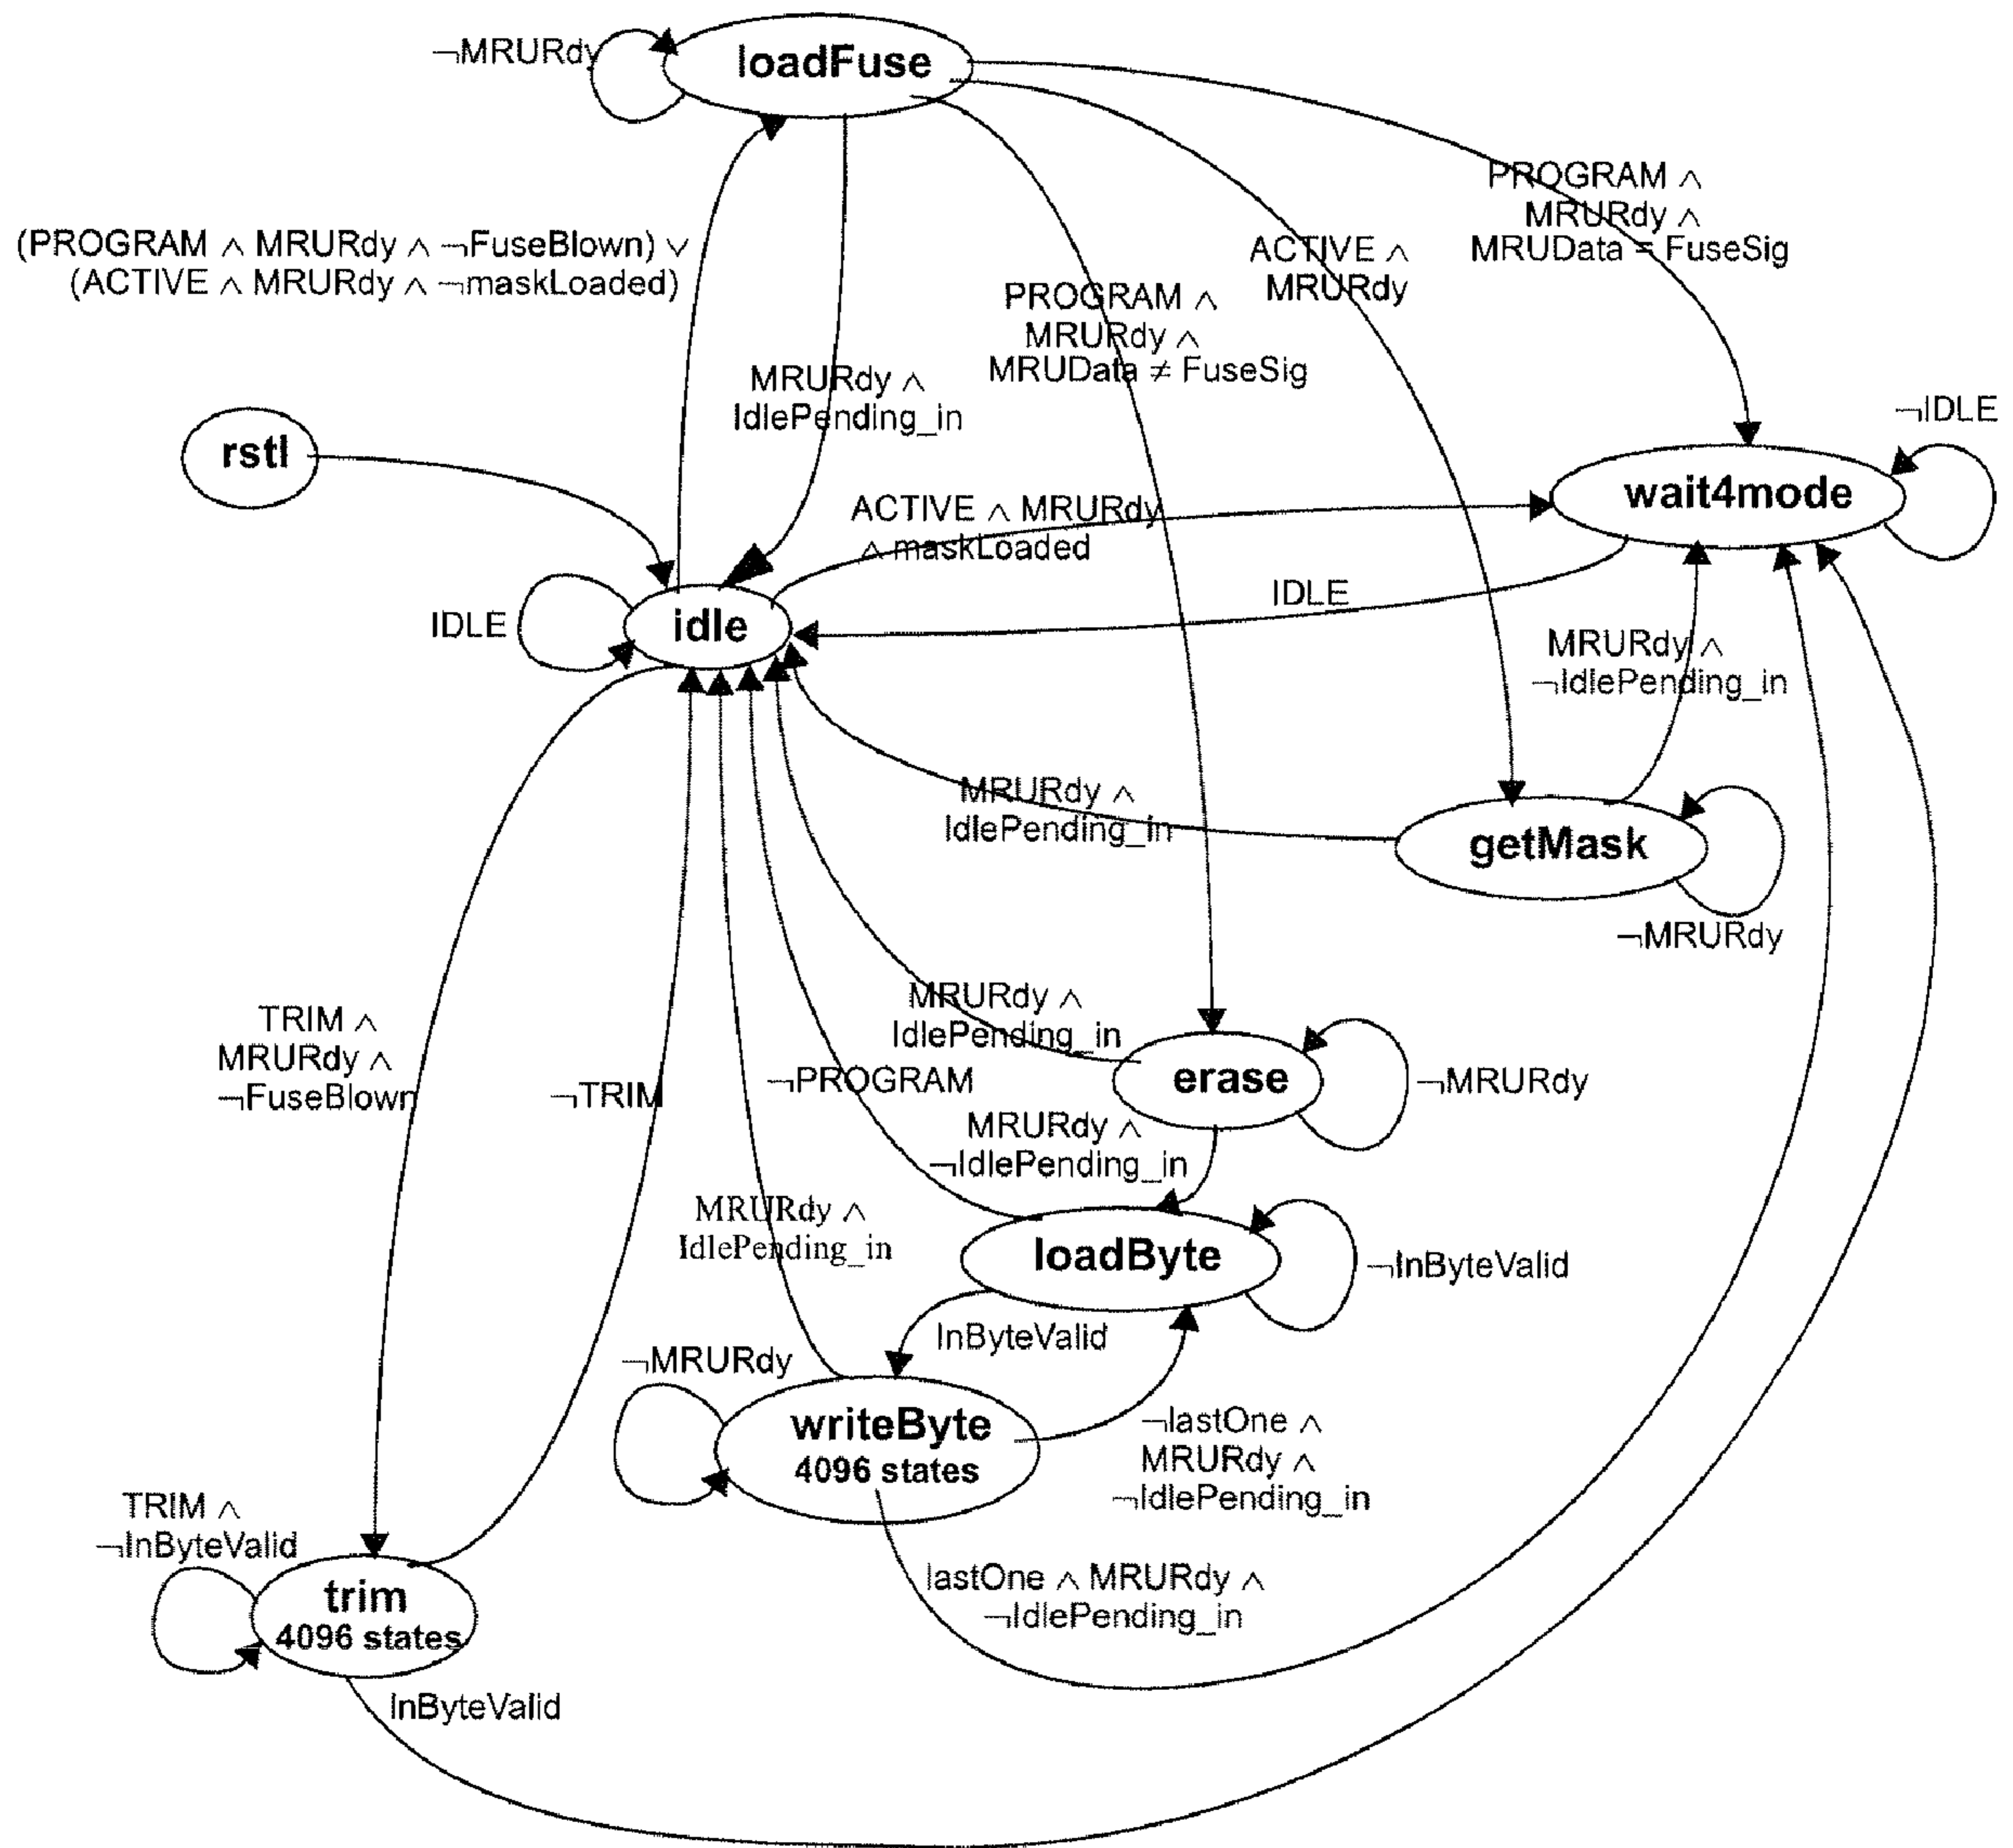 ¬MRURdy
loadFuse
PROGRAM ∧
MRURdy ∧
MRUData = FuseSig
(PROGRAM ∧ MRURdy ∧ ¬FuseBlown) ∨
(ACTIVE ∧ MRURdy ∧ ¬maskLoaded)
ACTIVE ∧
MRURdy
PROGRAM ∧
MRURdy ∧
MRUData ≠ FuseSig
MRURdy ∧
IdlePending_in
¬IDLE
rstl
wait4mode
ACTIVE ∧ MRURdy
∧ maskLoaded
IDLE
IDLE
idle
MRURdy ∧
¬IdlePending_in
MRURdy ∧
IdlePending_in
getMask
¬MRURdy
MRURdy ∧
IdlePending_in
TRIM ∧
MRURdy ∧
¬FuseBlown
¬TRIM
¬PROGRAM
erase
¬MRURdy
MRURdy ∧
¬IdlePending_in
MRURdy ∧
IdlePending_in
loadByte
¬InByteValid
InByteValid
¬MRURdy
writeByte
4096 states
¬lastOne ∧
MRURdy ∧
¬IdlePending_in
TRIM ∧
¬InByteValid
lastOne ∧ MRURdy ∧
¬IdlePending_in
trim
4096 states
InByteValid